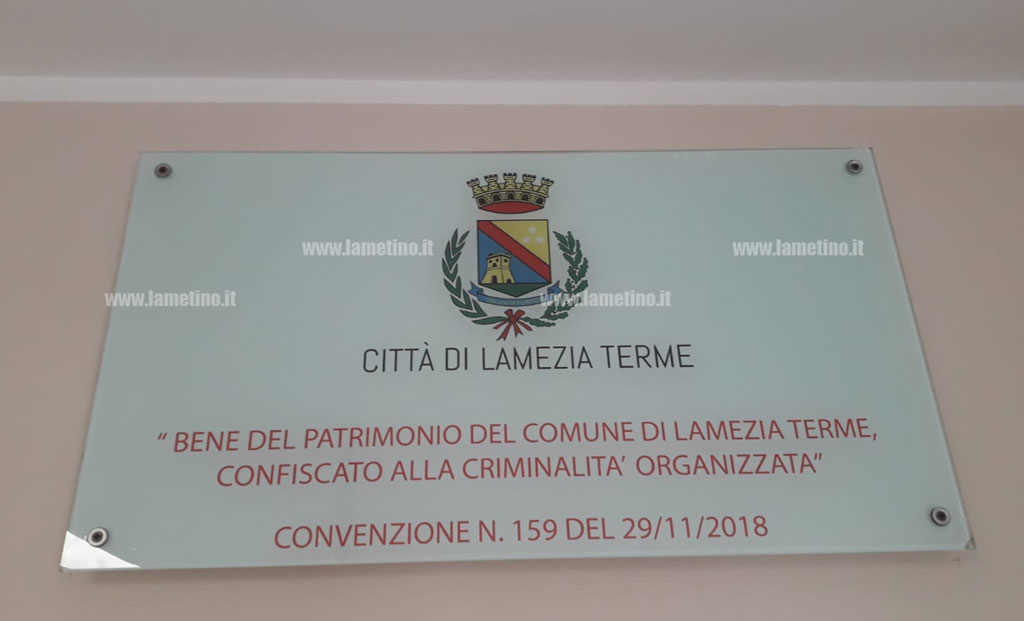 www.lametino.it
www.lametino.it
www.lametino.it
www.lametino.it
CITTÀ DI LAMEZIA TERME
“ BENE DEL PATRIMONIO DEL COMUNE DI LAMEZIA TERME,
CONFISCATO ALLA CRIMINALITA’ ORGANIZZATA”
CONVENZIONE N. 159 DEL 29/11/2018